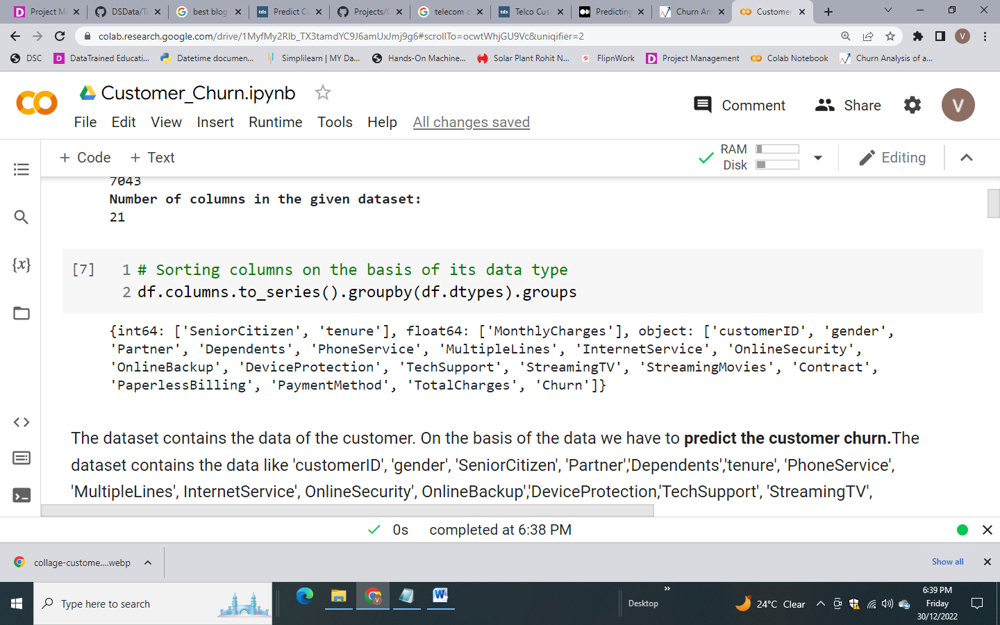 Project M
DSData/Te
best blog
Predict Cu
Projects/C
telecom c
Telco Cus
Predicting
Churn An
Customer
colab.research.google.com/drive/1MyfMy2RIb_TX3tamdYC9J6amUxJmj9g6#scrollTo=ocwtWhjGU9Vc&uniqifier=2
V
DSC
DataTrained Educati...
Datetime documen...
Simplilearn | MY Da...
Hands-On Machine...
Solar Plant Rohit N...
FlipnWork
Project Management
Colab Notebook
Churn Analysis of a...
Customer_Churn.ipynb
File Edit View Insert Runtime Tools Help All changes saved
Comment
Share
V
+ Code + Text
RAM
Disk
Editing
7043
Number of columns in the given dataset:
21
[7] 1 # Sorting columns on the basis of its data type
2 df.columns.to_series().groupby(df.dtypes).groups
{int64: ['SeniorCitizen', 'tenure'], float64: ['MonthlyCharges'], object: ['customerID', 'gender',
'Partner', 'Dependents', 'PhoneService', 'MultipleLines', 'InternetService', 'OnlineSecurity',
'OnlineBackup', 'DeviceProtection', 'TechSupport', 'StreamingTV', 'StreamingMovies', 'Contract',
'PaperlessBilling', 'PaymentMethod', 'TotalCharges', 'Churn']}
The dataset contains the data of the customer. On the basis of the data we have to predict the customer churn.The
dataset contains the data like 'customerID', 'gender', 'SeniorCitizen', 'Partner','Dependents','tenure', 'PhoneService',
'MultipleLines', InternetService', OnlineSecurity', OnlineBackup','DeviceProtection,'TechSupport', 'StreamingTV',
0s completed at 6:38 PM
collage-custome....webp
Show all
Type here to search
Desktop
24°C Clear
6:39 PM
Friday
30/12/2022